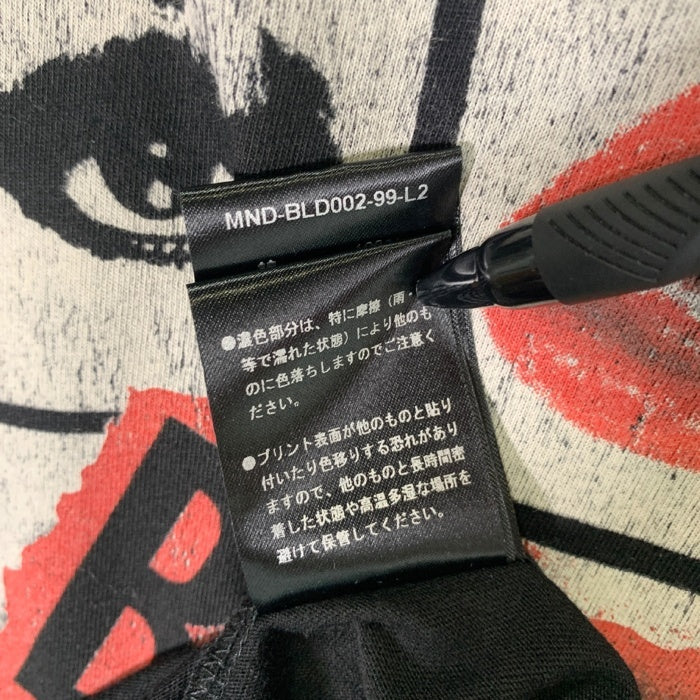 MND-BLD002-99-L2
●濃色部分は、特に摩擦（雨・
等で濡れた状態）により他のも
のに色落ちしますのでご注意く
ださい。
●プリント表面が他のものと貼り
付いたり色移りする恐れがあり
ますので、他のものと長時間密
着した状態や高温多湿な場所を
避けて保管してください。
B